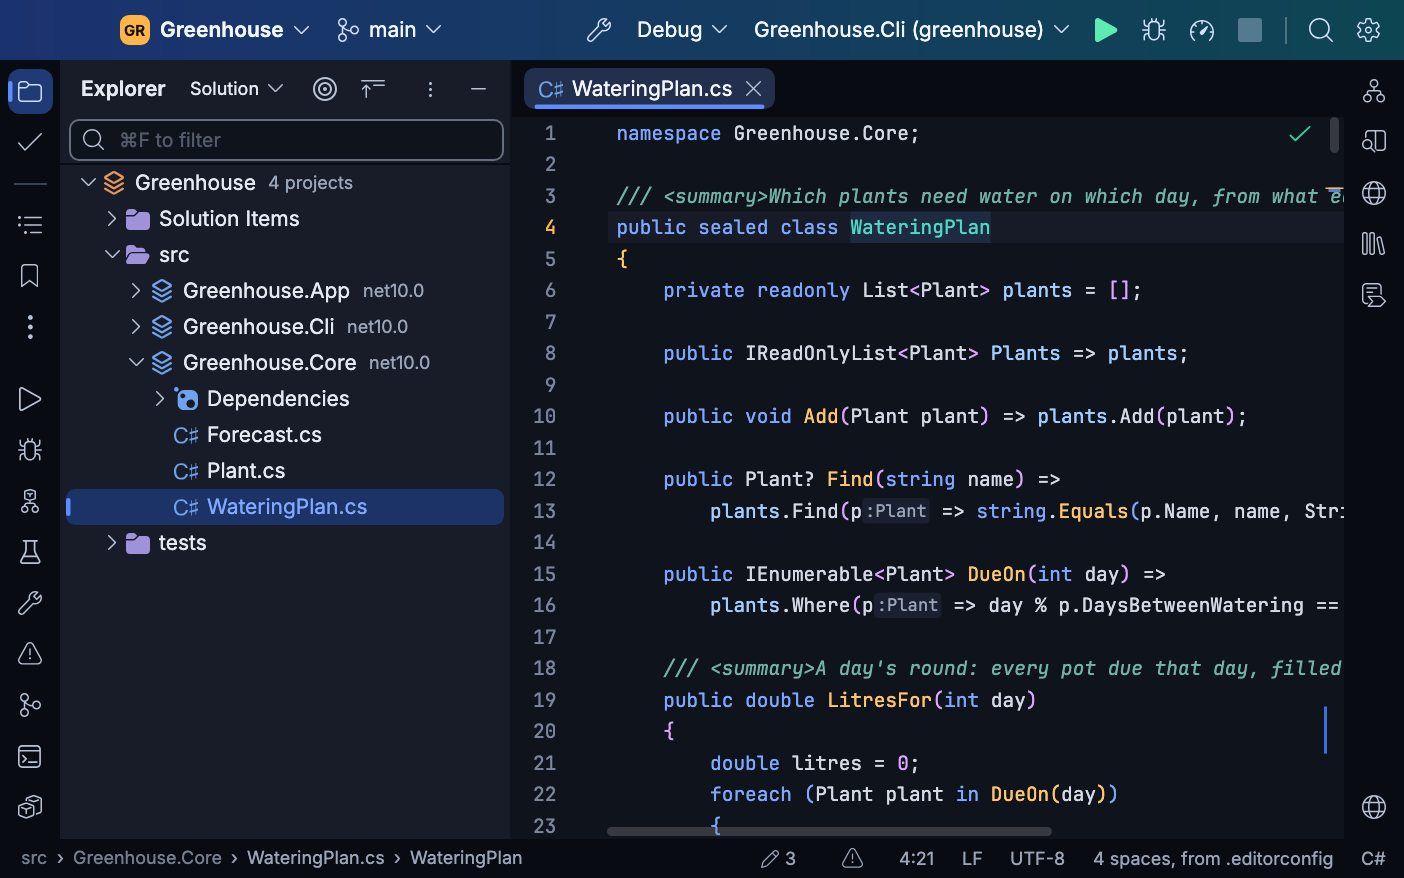 GR Greenhouse main Debug Greenhouse.Cli (greenhouse)
Explorer Solution
⌘F to filter
Greenhouse 4 projects
Solution Items
src
Greenhouse.App net10.0
Greenhouse.Cli net10.0
Greenhouse.Core net10.0
Dependencies
C# Forecast.cs
C# Plant.cs
C# WateringPlan.cs
tests
C# WateringPlan.cs
1 namespace Greenhouse.Core;
2
3 /// <summary>Which plants need water on which day, from what e
4 public sealed class WateringPlan
5 {
6 private readonly List<Plant> plants = [];
7
8 public IReadOnlyList<Plant> Plants => plants;
9
10 public void Add(Plant plant) => plants.Add(plant);
11
12 public Plant? Find(string name) =>
13 plants.Find(p :Plant => string.Equals(p.Name, name, Stri
14
15 public IEnumerable<Plant> DueOn(int day) =>
16 plants.Where(p :Plant => day % p.DaysBetweenWatering ==
17
18 /// <summary>A day's round: every pot due that day, filled
19 public double LitresFor(int day)
20 {
21 double litres = 0;
22 foreach (Plant plant in DueOn(day))
23 {
src › Greenhouse.Core › WateringPlan.cs › WateringPlan 3 4:21 LF UTF-8 4 spaces, from .editorconfig C#